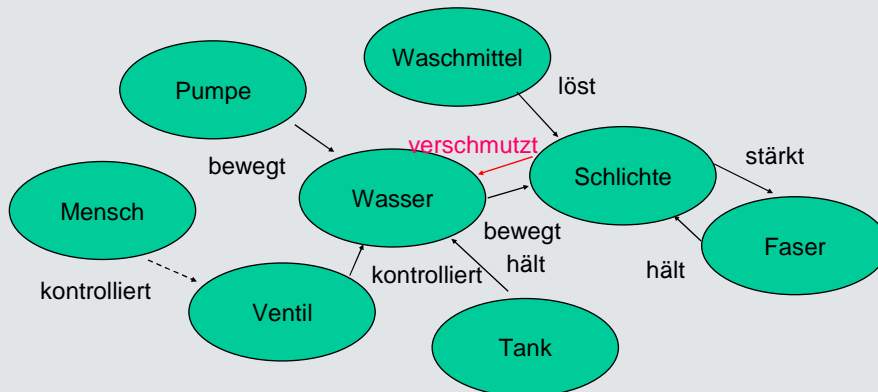 Waschmittel
Pumpe
löst
verschmutzt
bewegt
stärkt
Schlichte
Wasser
Mensch
bewegt
Faser
hält
kontrolliert
hält
kontrolliert
Ventil
Tank